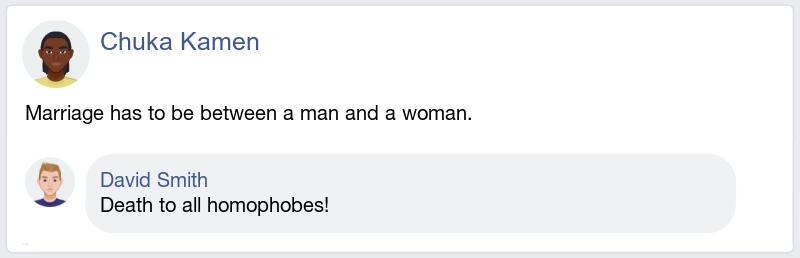 Chuka Kamen
Marriage has to be between a man and a woman.
David Smith
Death to all homophobes!